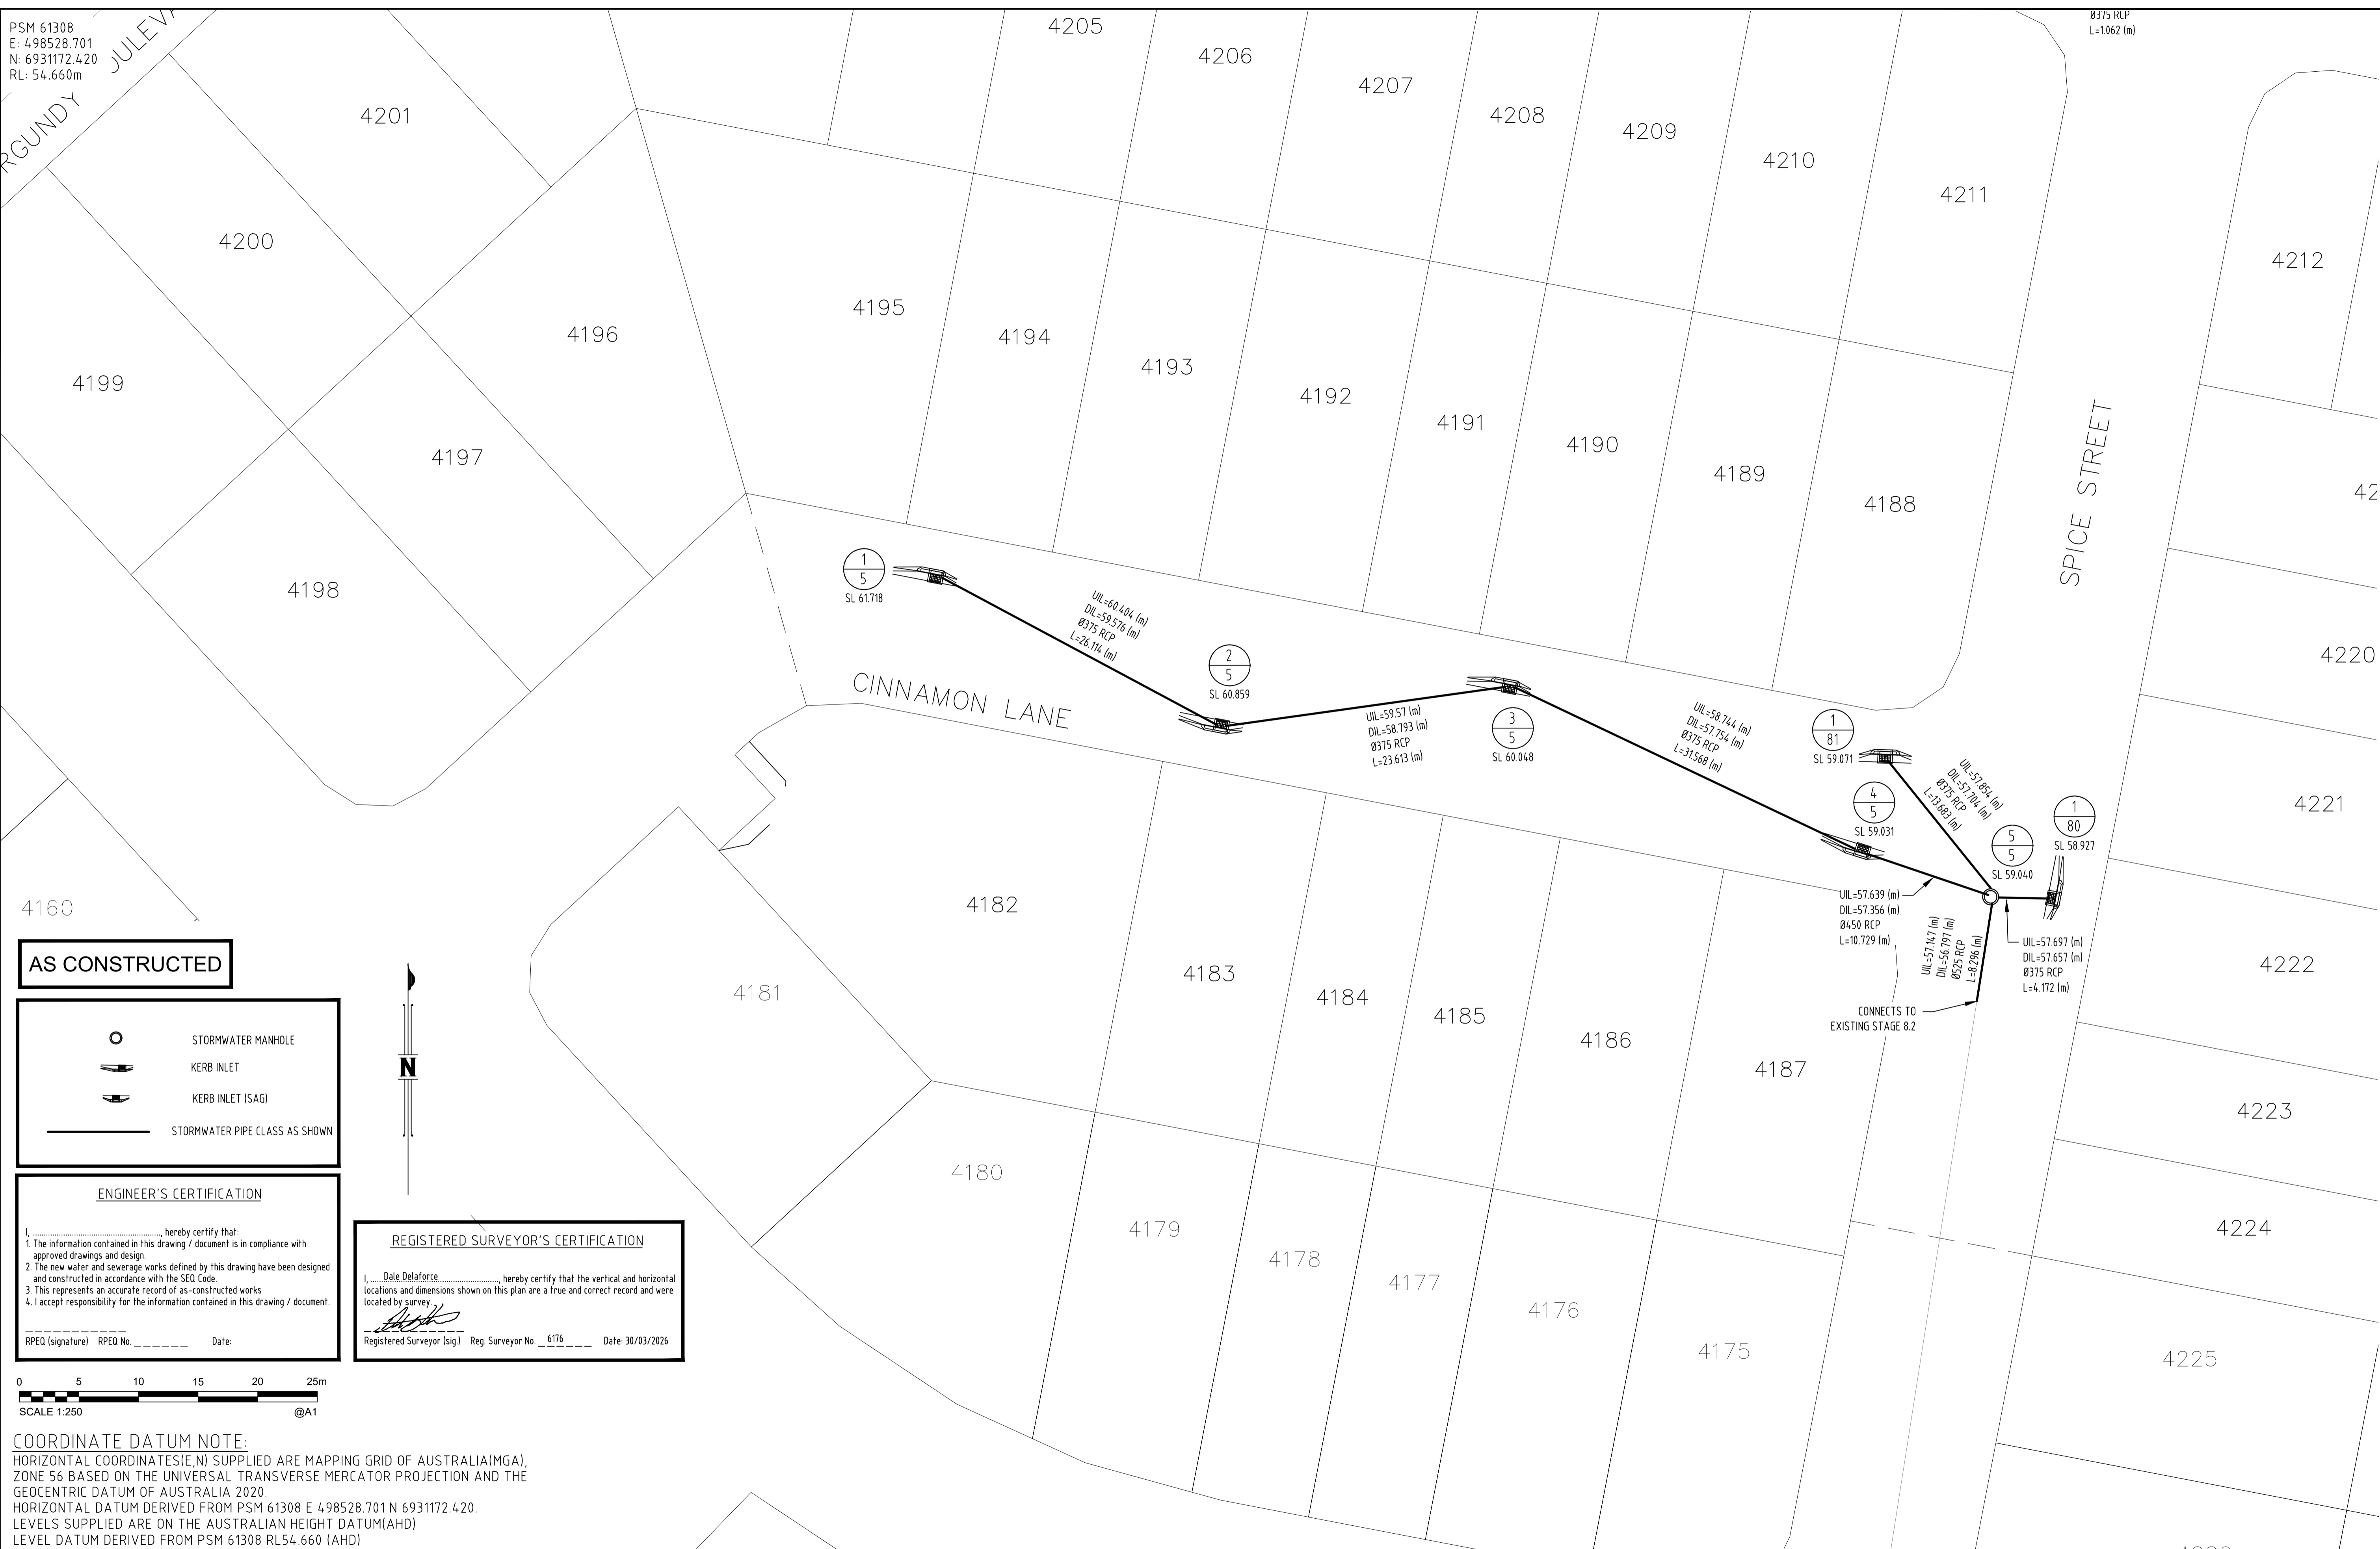 PSM 61308
E: 498528.701
N: 6931172.420
RL: 54.660m
Ø375 RCP
L=1.062 (m)
4205
4206
4207
4208
4209
4210
4211
4212
4201
4200
4199
4198
4197
4196
4195
4194
4193
4192
4191
4190
4189
4188
SPICE STREET
4220
4221
4222
4223
4224
4225
CINNAMON LANE
1
5
SL 61.718
UIL=60.404 (m)
DIL=59.576 (m)
Ø375 RCP
L=26.114 (m)
2
5
SL 60.859
UIL=59.57 (m)
DIL=58.793 (m)
Ø375 RCP
L=23.613 (m)
3
5
SL 60.048
UIL=58.744 (m)
DIL=57.754 (m)
Ø375 RCP
L=31.568 (m)
1
81
SL 59.071
UIL=57.854 (m)
DIL=57.704 (m)
Ø375 RCP
L=13.683 (m)
4
5
SL 59.031
5
5
SL 59.040
1
80
SL 58.927
UIL=57.639 (m)
DIL=57.356 (m)
Ø450 RCP
L=10.729 (m)
UIL=57.147 (m)
DIL=56.797 (m)
Ø525 RCP
L=8.296 (m)
UIL=57.697 (m)
DIL=57.657 (m)
Ø375 RCP
L=4.172 (m)
CONNECTS TO
EXISTING STAGE 8.2
4160
4182
4181
4183
4184
4185
4186
4187
4180
4179
4178
4177
4176
4175
AS CONSTRUCTED
STORMWATER MANHOLE
KERB INLET
KERB INLET (SAG)
STORMWATER PIPE CLASS AS SHOWN
N
ENGINEER'S CERTIFICATION
I, ........................................, hereby certify that:
1. The information contained in this drawing / document is in compliance with
approved drawings and design.
2. The new water and sewerage works defined by this drawing have been designed
and constructed in accordance with the SEQ Code.
3. This represents an accurate record of as-constructed works
4. I accept responsibility for the information contained in this drawing / document.
RPEQ (signature) RPEQ No. ______ Date:
REGISTERED SURVEYOR'S CERTIFICATION
I, ......Dale Delaforce......................, hereby certify that the vertical and horizontal
locations and dimensions shown on this plan are a true and correct record and were
located by survey.
Registered Surveyor (sig.) Reg. Surveyor No. 6176 Date: 30/03/2026
0 5 10 15 20 25m
SCALE 1:250 @A1
COORDINATE DATUM NOTE:
HORIZONTAL COORDINATES(E,N) SUPPLIED ARE MAPPING GRID OF AUSTRALIA(MGA),
ZONE 56 BASED ON THE UNIVERSAL TRANSVERSE MERCATOR PROJECTION AND THE
GEOCENTRIC DATUM OF AUSTRALIA 2020.
HORIZONTAL DATUM DERIVED FROM PSM 61308 E 498528.701 N 6931172.420.
LEVELS SUPPLIED ARE ON THE AUSTRALIAN HEIGHT DATUM(AHD)
LEVEL DATUM DERIVED FROM PSM 61308 RL54.660 (AHD)